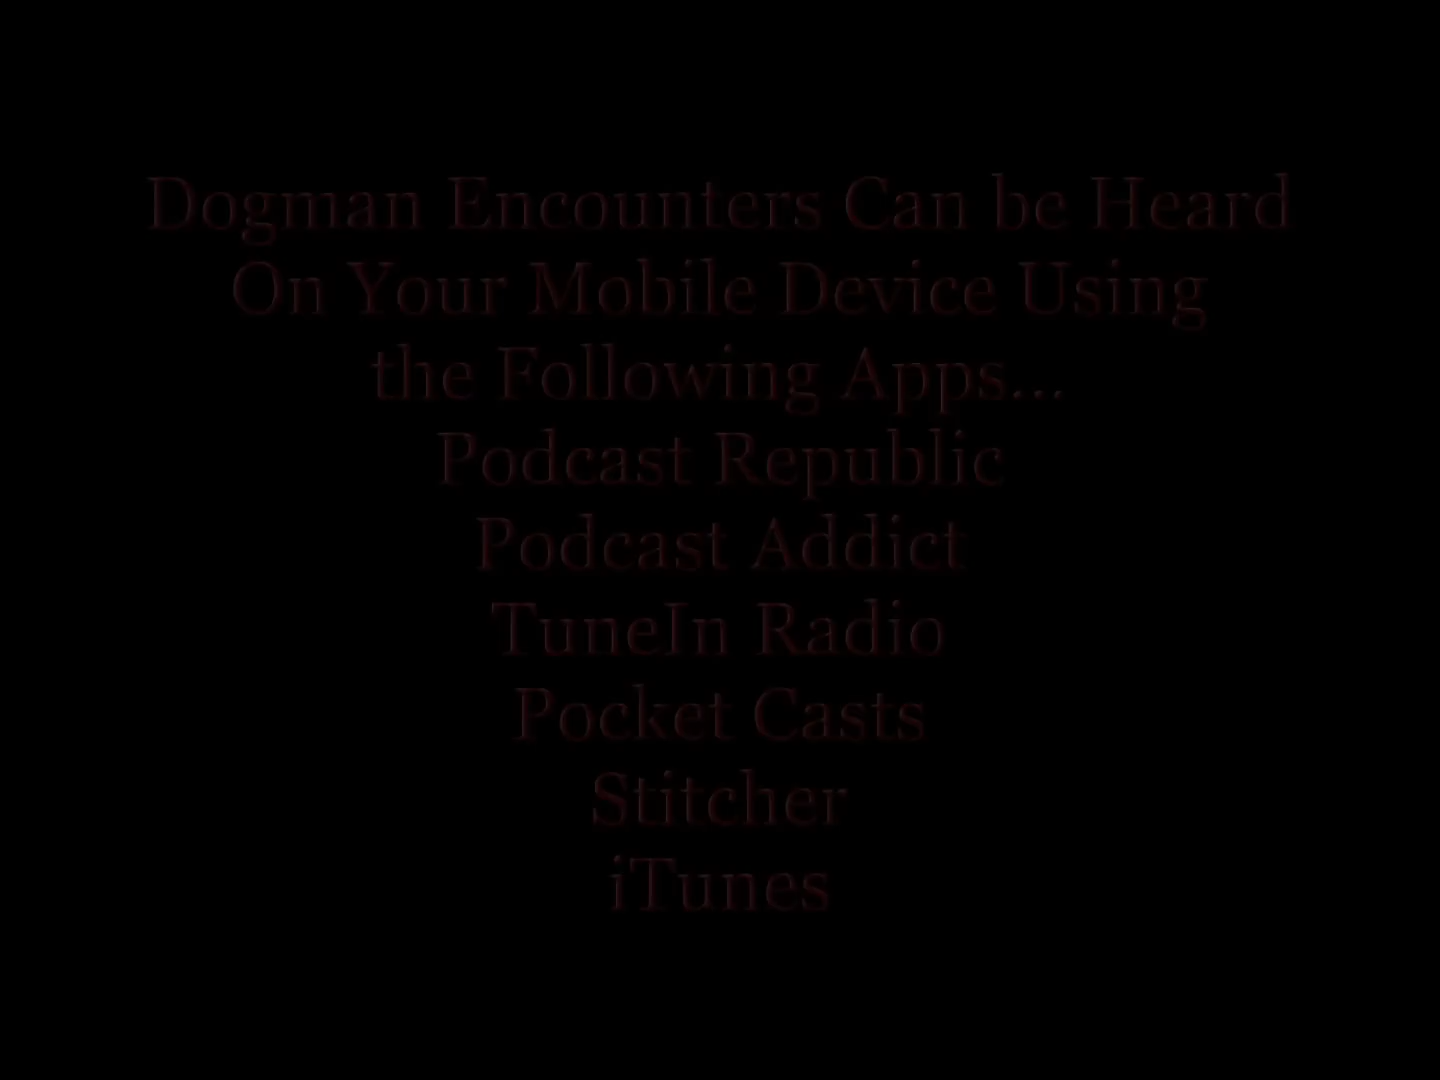 Dogman Encounters Can be Heard
On Your Mobile Device Using
the Following Apps...
Podcast Republic
Podcast Addict
TuneIn Radio
Pocket Casts
Stitcher
iTunes